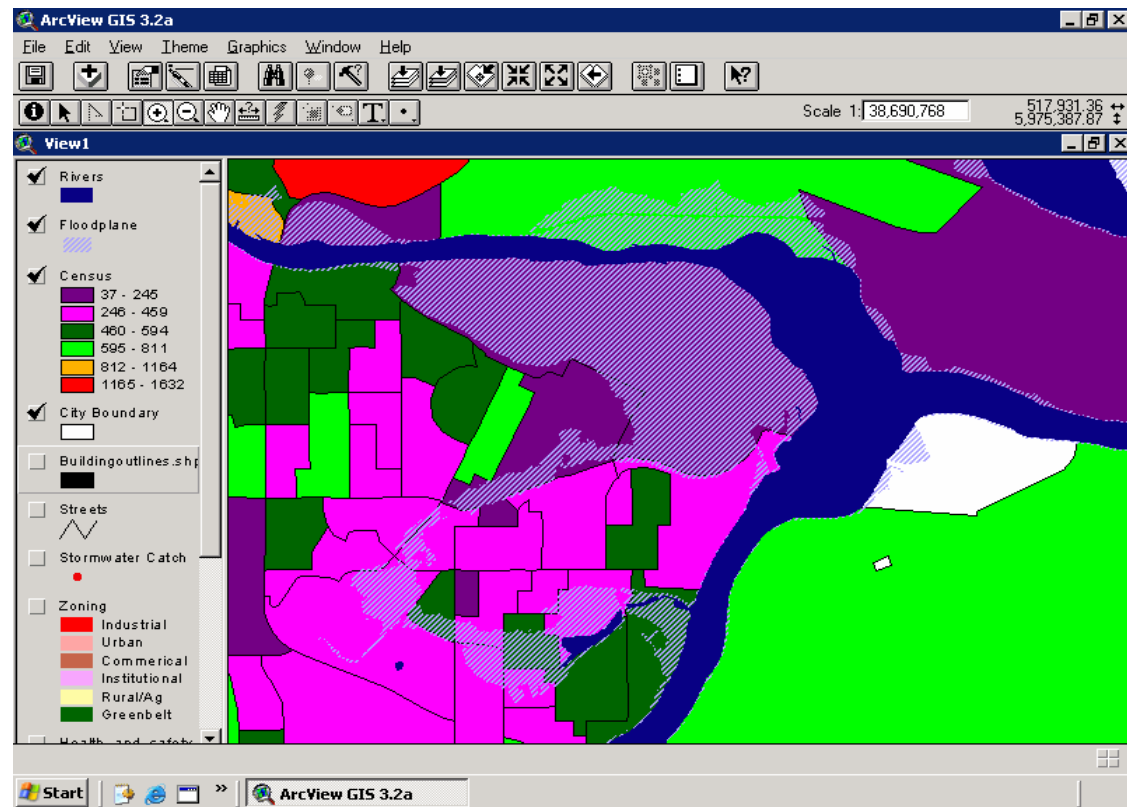 ArcView GIS 3.2a
File Edit View Theme Graphics Window Help
Scale 1: 38,690,768
517,931.36
5,975,387.87
View1
Rivers
Floodplane
Census
37 - 245
246 - 459
460 - 594
595 - 811
812 - 1164
1165 - 1632
City Boundary
Buildingoutlines.shp
Streets
Stormwater Catch
Zoning
Industrial
Urban
Commerical
Institutional
Rural/Ag
Greenbelt
Health and safety
Start » ArcView GIS 3.2a